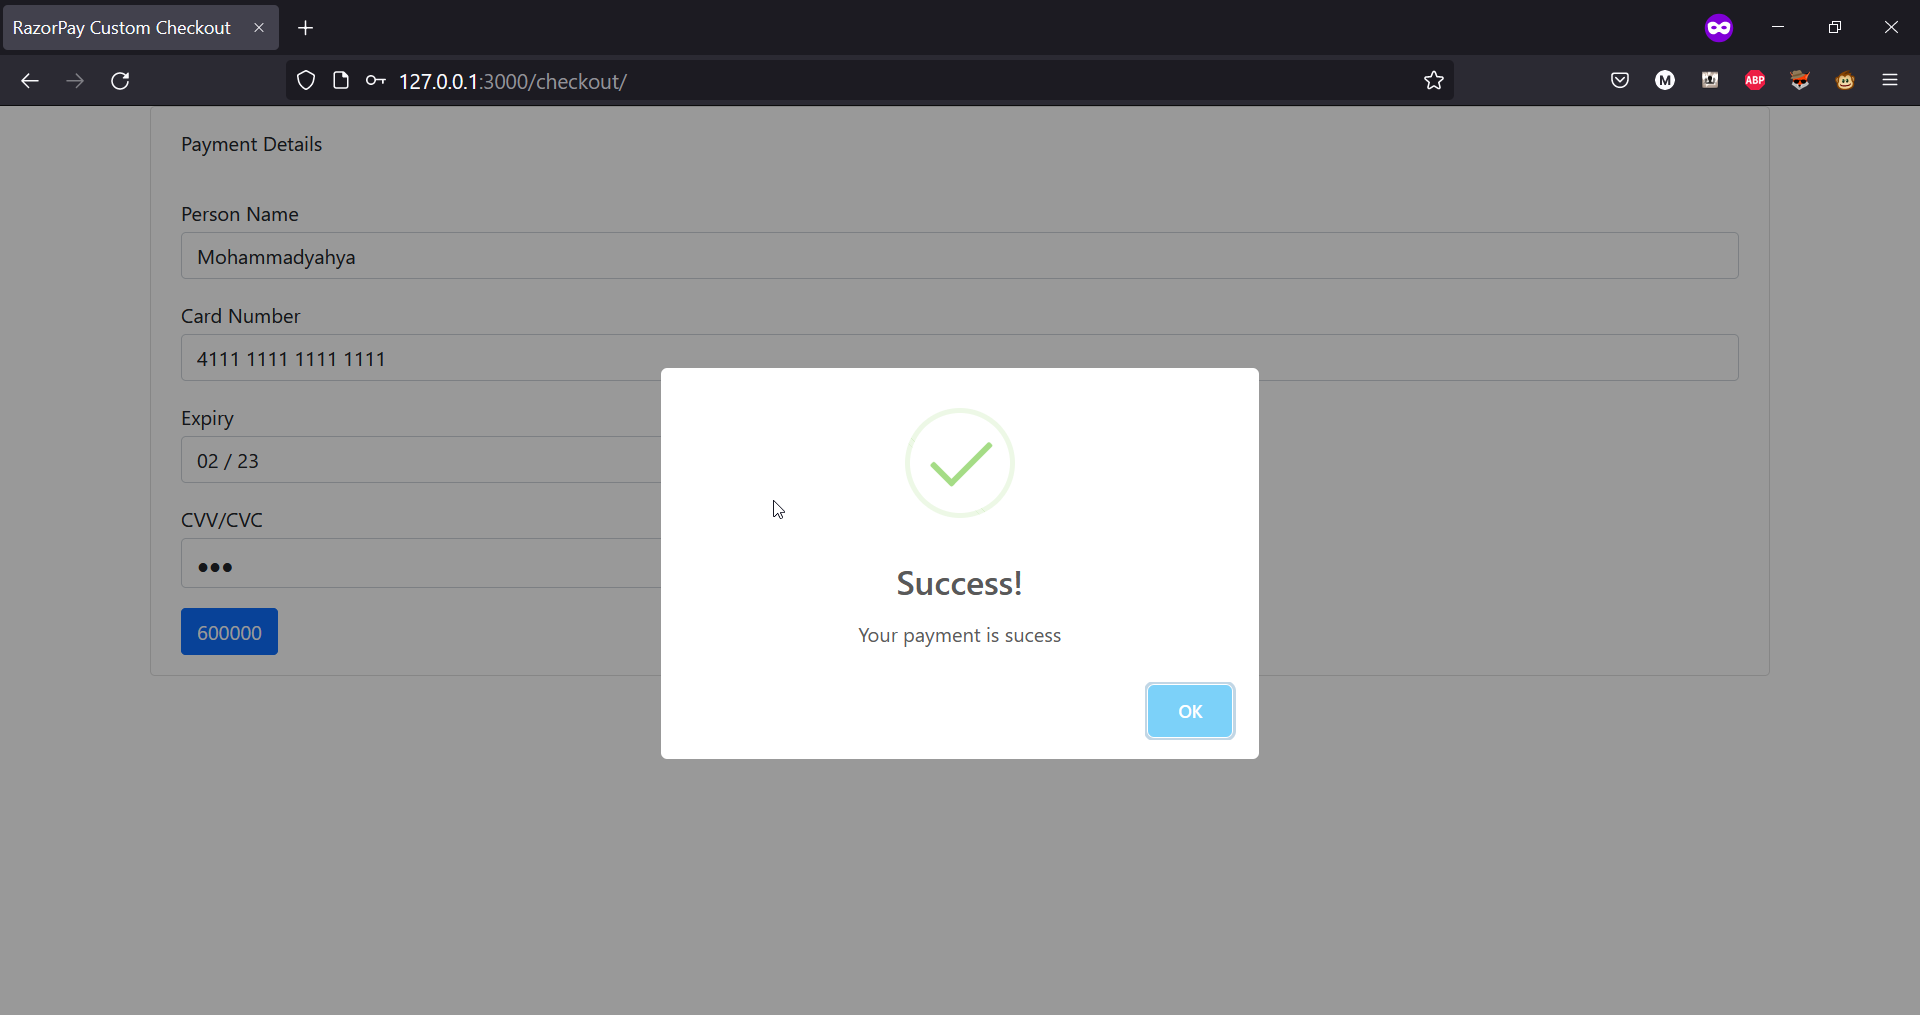 RazorPay Custom Checkout
127.0.0.1:3000/checkout/
M
ABP
Payment Details
Person Name
Mohammadyahya
Card Number
4111 1111 1111 1111
Expiry
02 / 23
CVV/CVC
●●●
600000
Success!
Your payment is sucess
OK